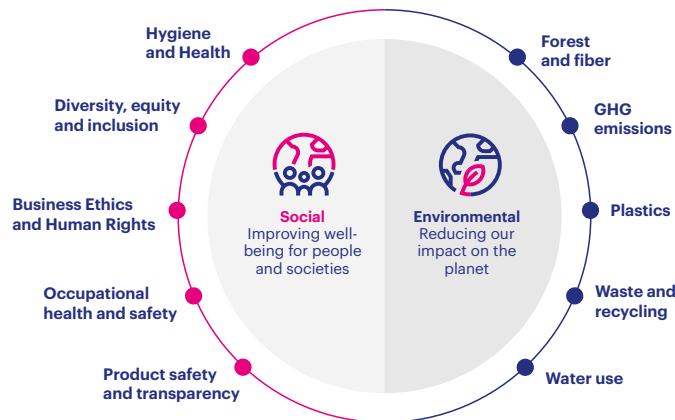 Hygiene
and Health
Diversity, equity
and inclusion
Business Ethics
and Human Rights
Occupational
health and safety
Product safety
and transparency
Social
Improving well-
being for people
and societies
Environmental
Reducing our
impact on the
planet
Forest
and fiber
GHG
emissions
Plastics
Waste and
recycling
Water use